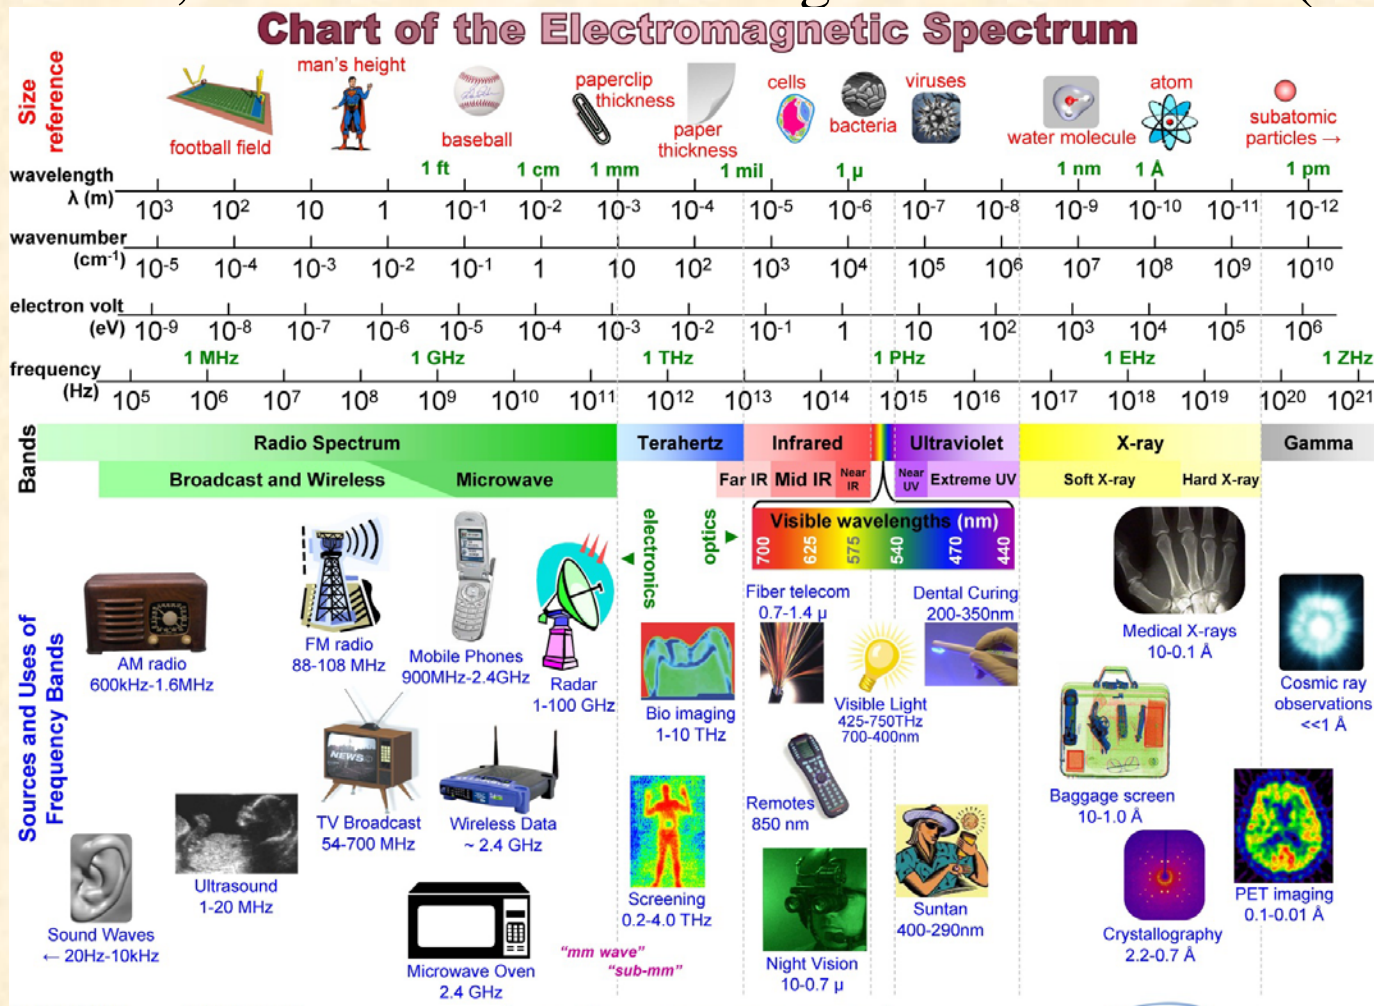 Chart of the Electromagnetic Spectrum
Size reference
football field
man's height
baseball
paperclip thickness
paper thickness
cells
bacteria
viruses
water molecule
atom
subatomic particles →
1 ft 1 cm 1 mm 1 mil 1 µ 1 nm 1 Å 1 pm
wavelength λ (m)
10³ 10² 10 1 10⁻¹ 10⁻² 10⁻³ 10⁻⁴ 10⁻⁵ 10⁻⁶ 10⁻⁷ 10⁻⁸ 10⁻⁹ 10⁻¹⁰ 10⁻¹¹ 10⁻¹²
wavenumber (cm⁻¹)
10⁻⁵ 10⁻⁴ 10⁻³ 10⁻² 10⁻¹ 1 10 10² 10³ 10⁴ 10⁵ 10⁶ 10⁷ 10⁸ 10⁹ 10¹⁰
electron volt (eV)
10⁻⁹ 10⁻⁸ 10⁻⁷ 10⁻⁶ 10⁻⁵ 10⁻⁴ 10⁻³ 10⁻² 10⁻¹ 1 10 10² 10³ 10⁴ 10⁵ 10⁶
1 MHz 1 GHz 1 THz 1 PHz 1 EHz 1 ZHz
frequency (Hz)
10⁵ 10⁶ 10⁷ 10⁸ 10⁹ 10¹⁰ 10¹¹ 10¹² 10¹³ 10¹⁴ 10¹⁵ 10¹⁶ 10¹⁷ 10¹⁸ 10¹⁹ 10²⁰ 10²¹
Bands
Radio Spectrum Terahertz Infrared Ultraviolet X-ray Gamma
Broadcast and Wireless Microwave Far IR Mid IR Near IR Near UV Extreme UV Soft X-ray Hard X-ray
electronics
optics
Visible wavelengths (nm)
700 625 575 540 470 440
Sources and Uses of Frequency Bands
AM radio
600kHz-1.6MHz
FM radio
88-108 MHz
Mobile Phones
900MHz-2.4GHz
Radar
1-100 GHz
Bio imaging
1-10 THz
Fiber telecom
0.7-1.4 µ
Visible Light
425-750THz
700-400nm
Dental Curing
200-350nm
Medical X-rays
10-0.1 Å
Cosmic ray observations
<<1 Å
Sound Waves
← 20Hz-10kHz
Ultrasound
1-20 MHz
NEWS
TV Broadcast
54-700 MHz
Wireless Data
~ 2.4 GHz
Microwave Oven
2.4 GHz
"mm wave"
"sub-mm"
Screening
0.2-4.0 THz
Remotes
850 nm
Night Vision
10-0.7 µ
Suntan
400-290nm
Baggage screen
10-1.0 Å
Crystallography
2.2-0.7 Å
PET imaging
0.1-0.01 Å